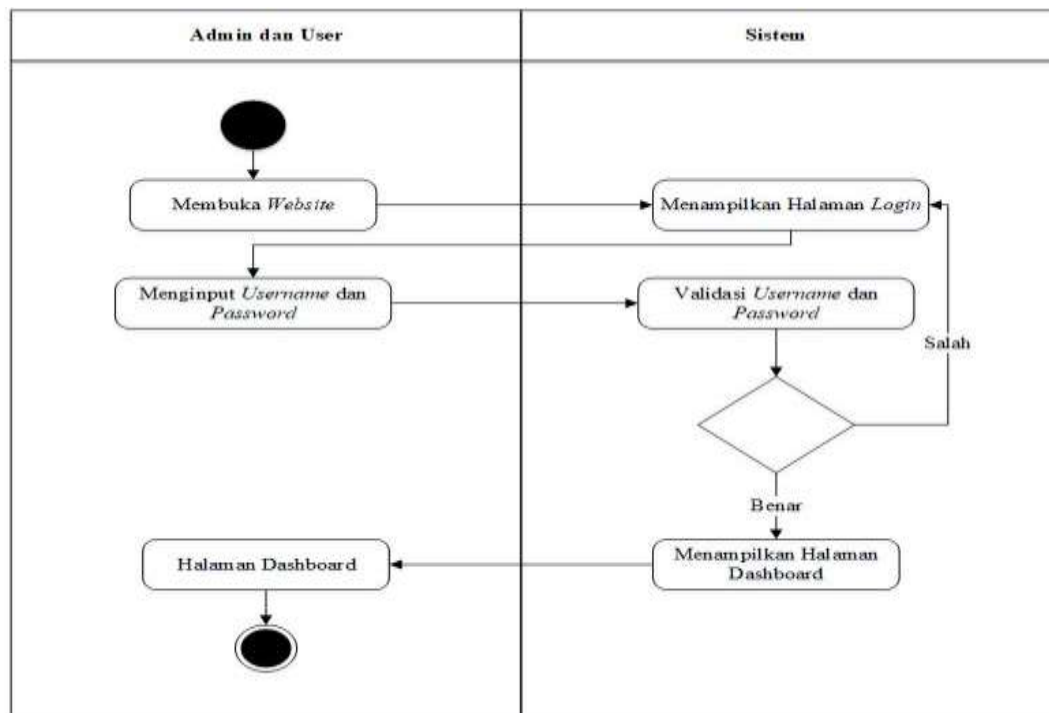 Admin dan User
Sistem
Membuka Website
Menampilkan Halaman Login
Menginput Username dan
Password
Validasi Username dan
Password
Salah
Benar
Halaman Dashboard
Menampilkan Halaman
Dashboard